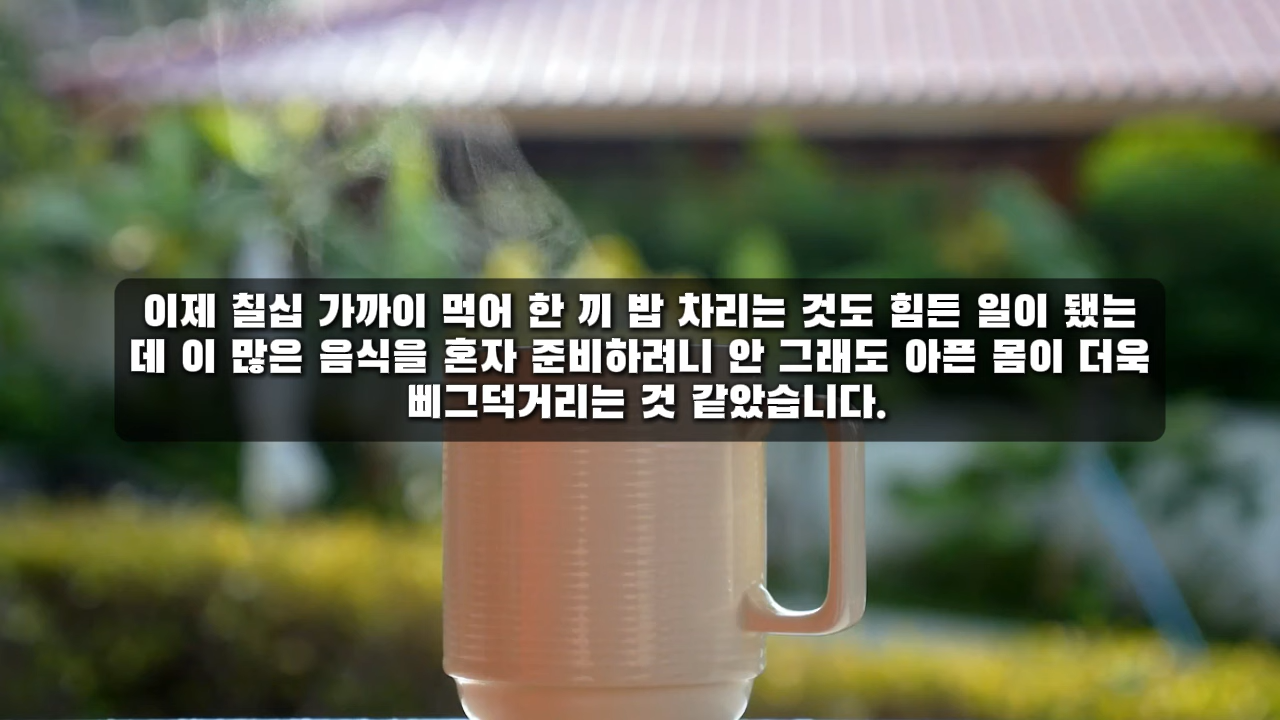 이제 칠십 가까이 먹어 한 끼 밥 차리는 것도 힘든 일이 됐는
데 이 많은 음식을 혼자 준비하려니 안 그래도 아픈 몸이 더욱
삐그덕거리는 것 같았습니다.